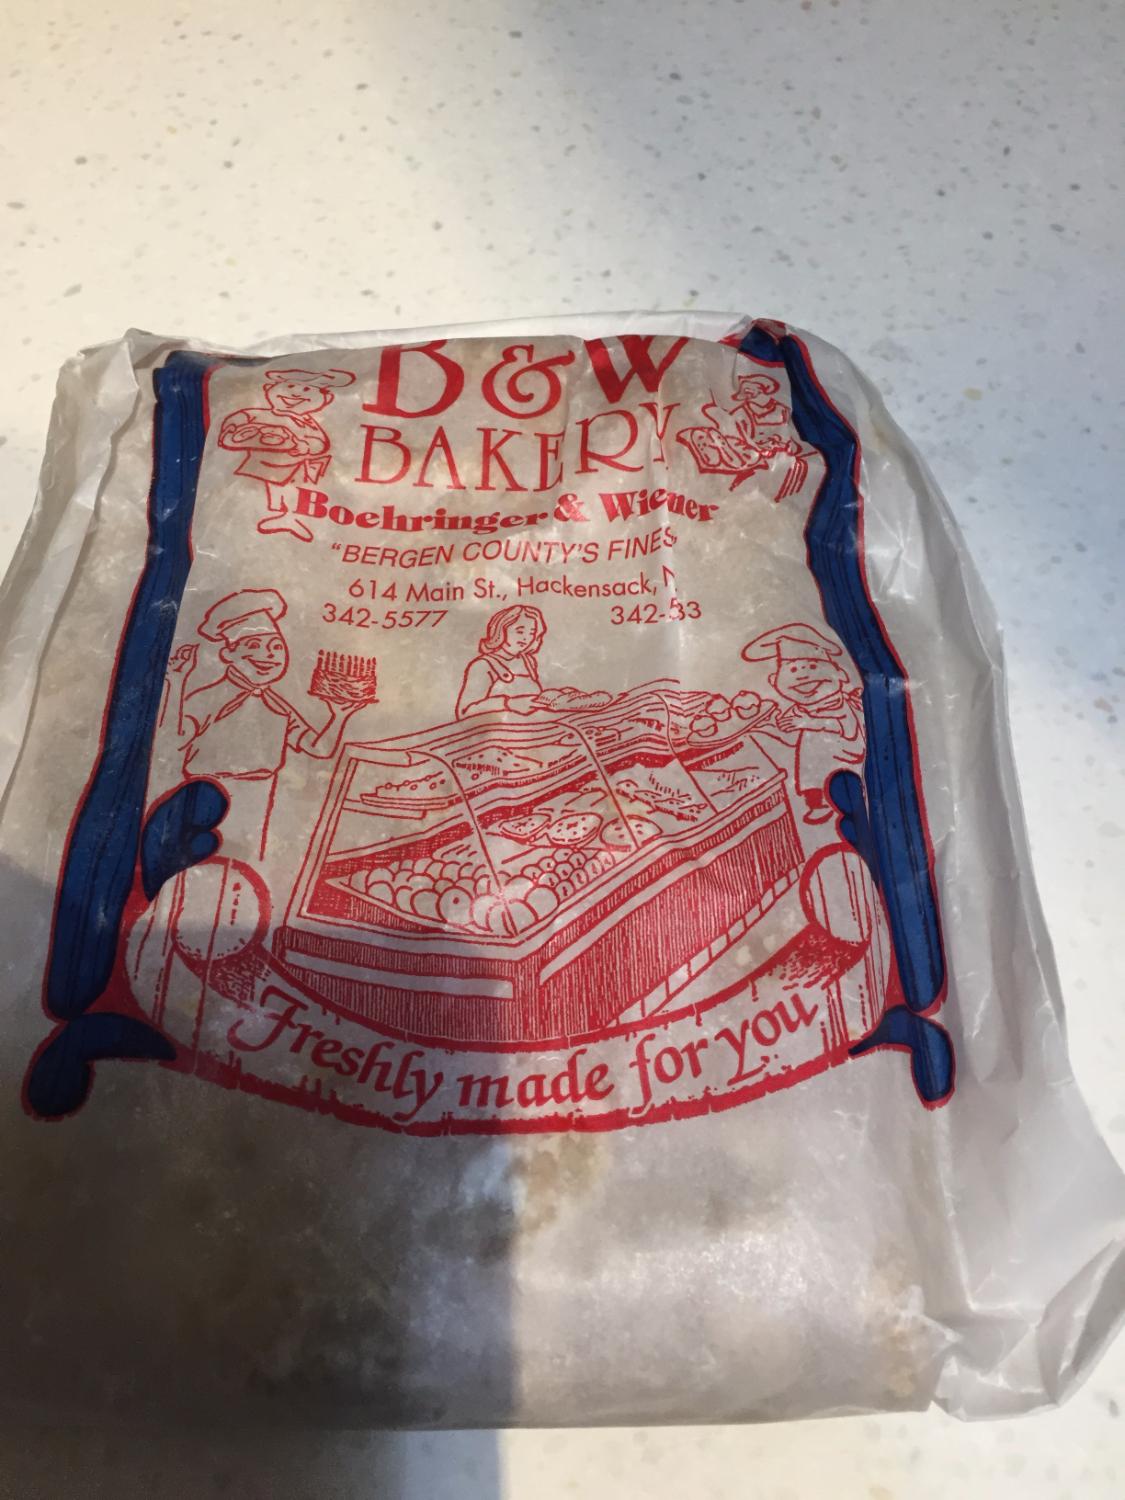 B & W
BAKERY
Boehringer & Wiener
"BERGEN COUNTY'S FINES
614 Main St., Hackensack,
342-5577
Freshly made for you